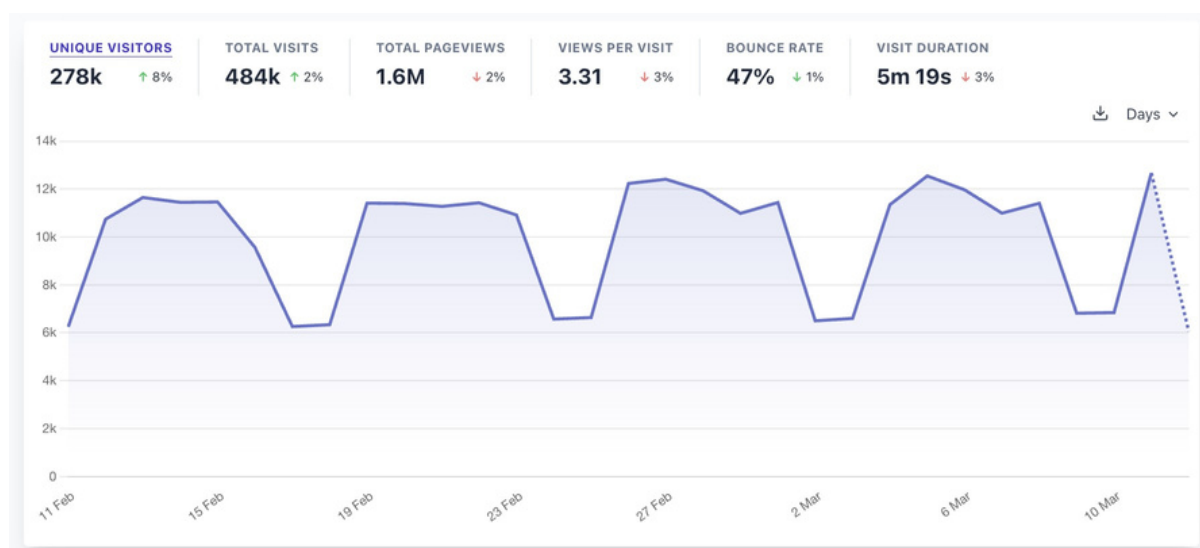 UNIQUE VISITORS TOTAL VISITS TOTAL PAGEVIEWS VIEWS PER VISIT BOUNCE RATE VISIT DURATION
278k ↑ 8% 484k ↑ 2% 1.6M ↓ 2% 3.31 ↓ 3% 47% ↓ 1% 5m 19s ↓ 3%
Days
14k
12k
10k
8k
6k
4k
2k
0
11 Feb 15 Feb 19 Feb 23 Feb 27 Feb 2 Mar 6 Mar 10 Mar